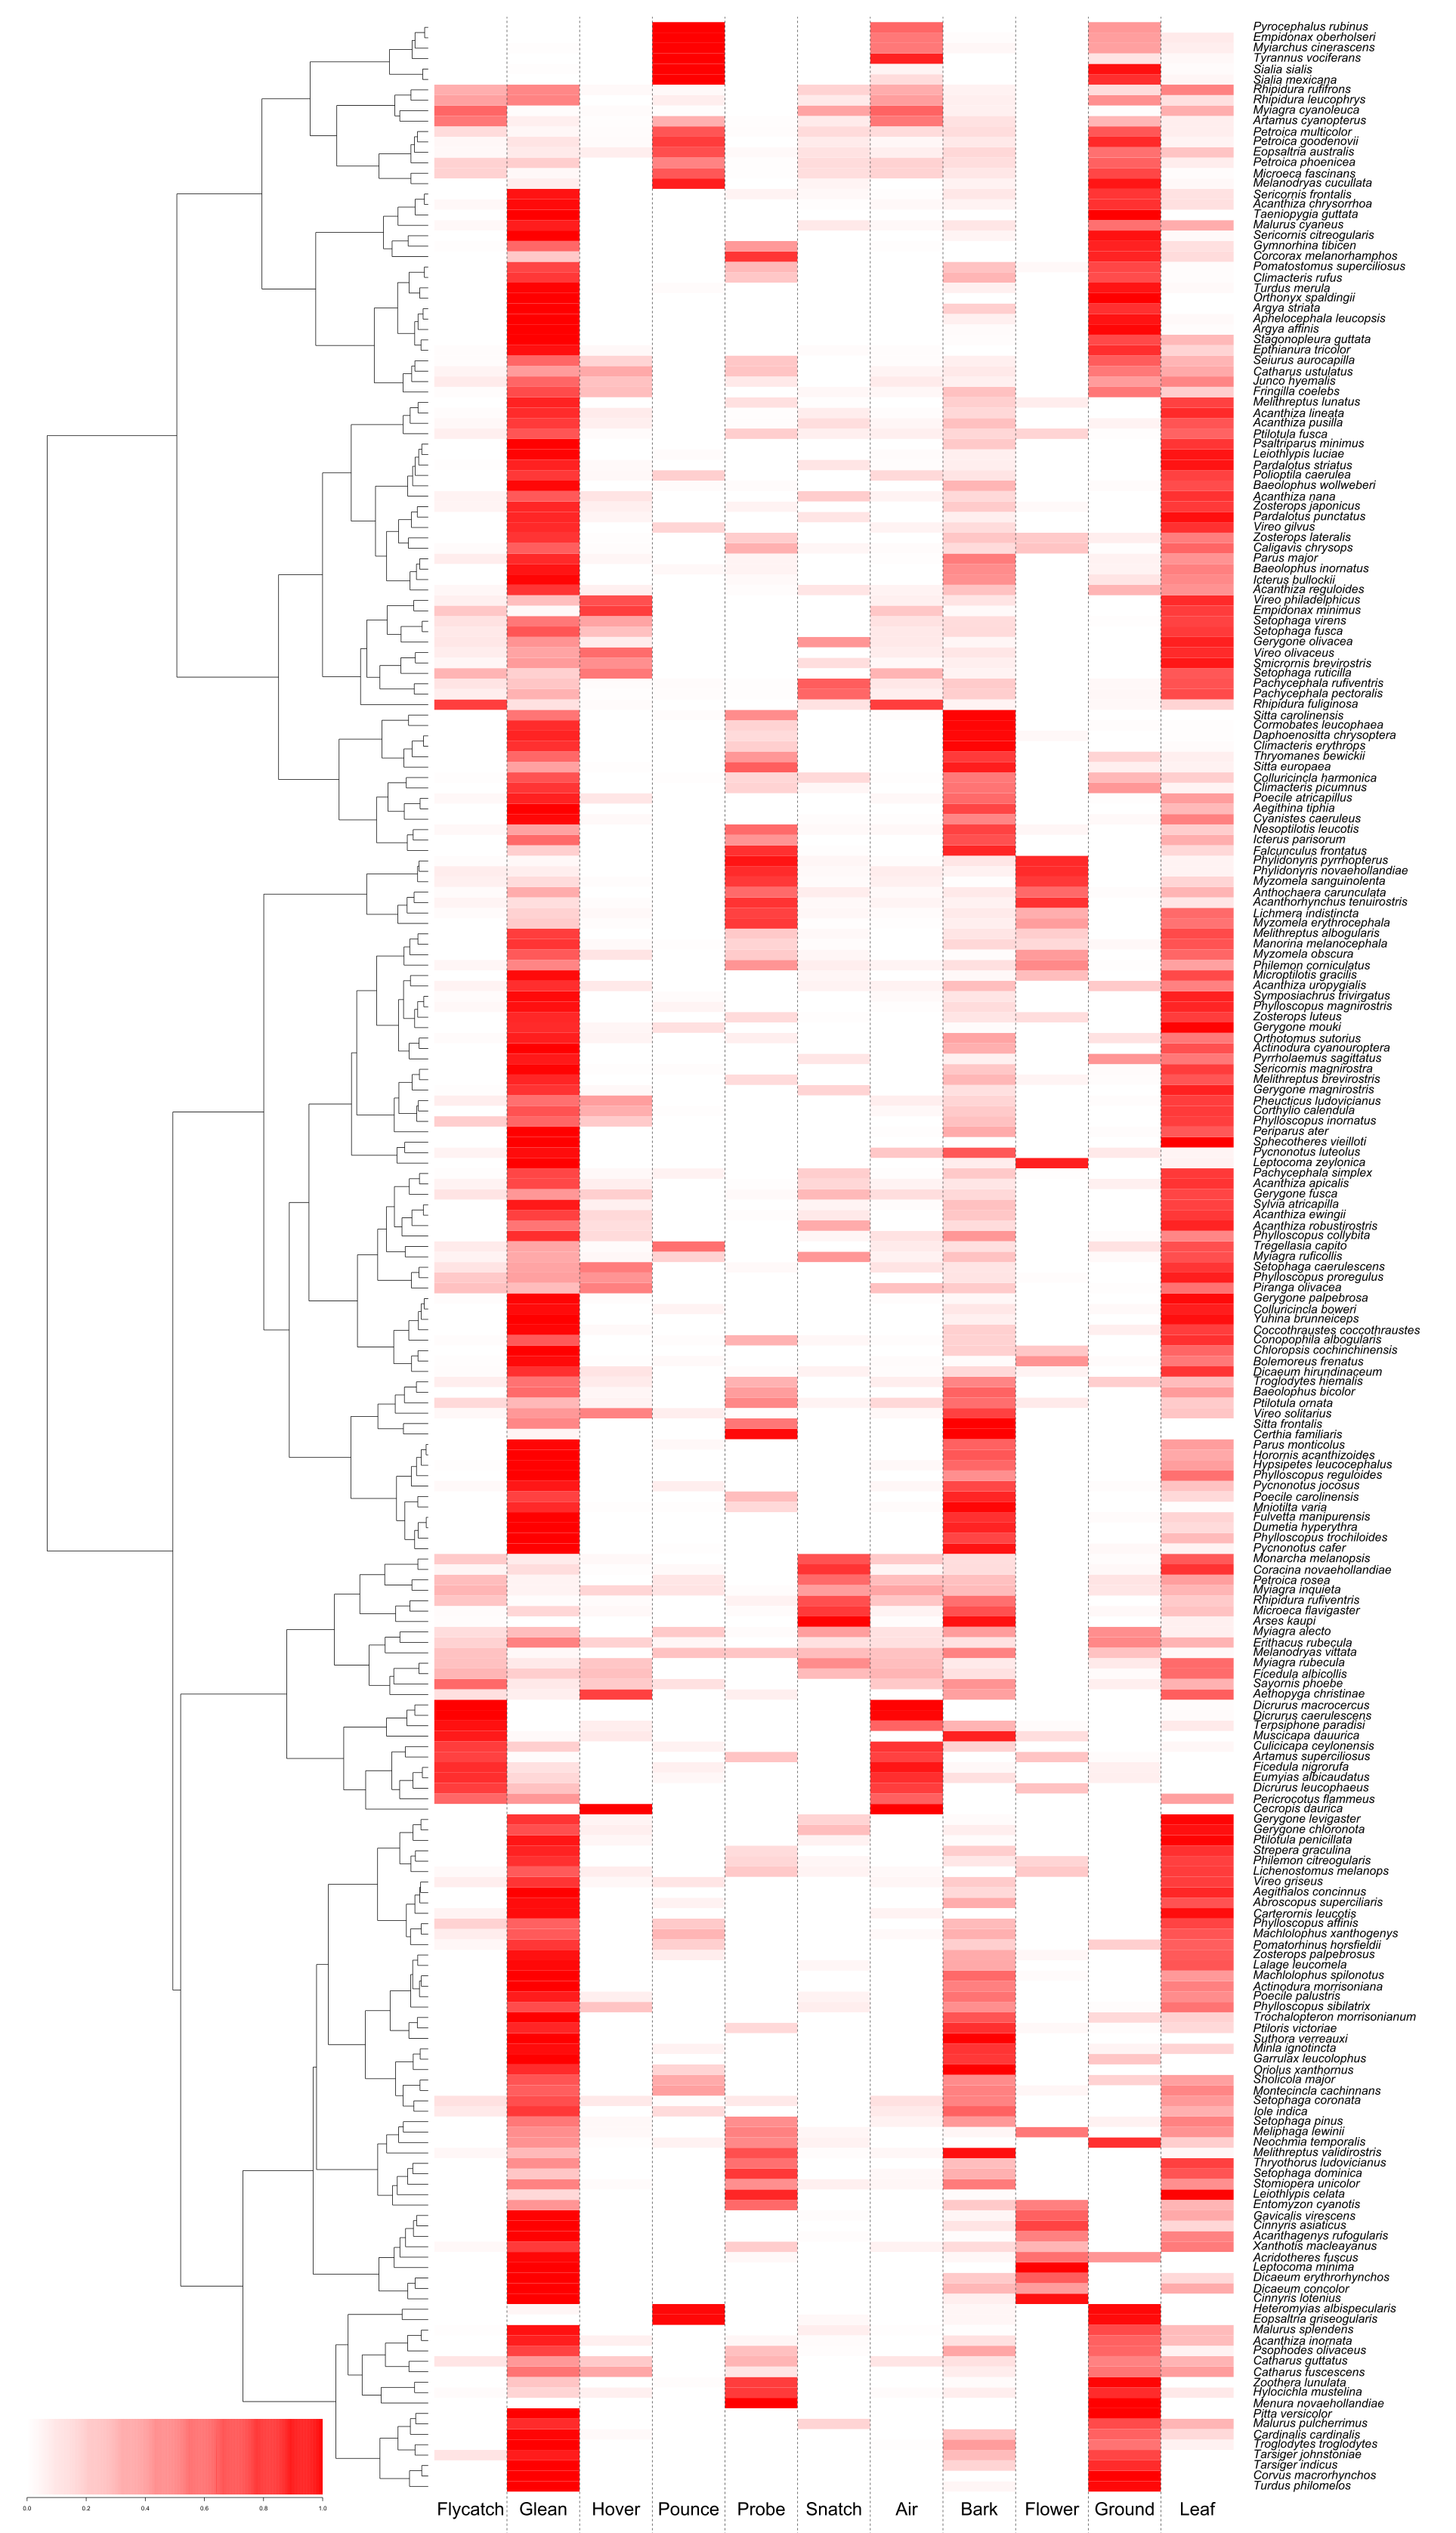 Pyrocephalus rubinus
Empidonax oberholseri
Myiarchus cinerascens
Tyrannus vociferans
Sialia sialis
Sialia mexicana
Rhipidura rufifrons
Rhipidura leucophrys
Myiagra cyanoleuca
Artamus cyanopterus
Petroica multicolor
Petroica goodenovii
Eopsaltria australis
Petroica phoenicea
Microeca fascinans
Melanodryas cucullata
Sericornis frontalis
Acanthiza chrysorrhoa
Taeniopygia guttata
Malurus cyaneus
Sericornis citreogularis
Gymnorhina tibicen
Corcorax melanorhamphos
Pomatostomus superciliosus
Climacteris rufus
Turdus merula
Orthonyx spaldingii
Argya striata
Aphelocephala leucopsis
Argya affinis
Stagonopleura guttata
Epthianura tricolor
Seiurus aurocapilla
Catharus ustulatus
Junco hyemalis
Fringilla coelebs
Melithreptus lunatus
Acanthiza lineata
Acanthiza pusilla
Ptilotula fusca
Psaltriparus minimus
Leiothlypis luciae
Pardalotus striatus
Polioptila caerulea
Baeolophus wollweberi
Acanthiza nana
Zosterops japonicus
Pardalotus punctatus
Vireo gilvus
Zosterops lateralis
Caligavis chrysops
Parus major
Baeolophus inornatus
Icterus bullockii
Acanthiza reguloides
Vireo philadelphicus
Empidonax minimus
Setophaga virens
Setophaga fusca
Gerygone olivacea
Vireo olivaceus
Smicrornis brevirostris
Setophaga ruticilla
Pachycephala rufiventris
Pachycephala pectoralis
Rhipidura fuliginosa
Sitta carolinensis
Cormobates leucophaea
Daphoenositta chrysoptera
Climacteris erythrops
Thryomanes bewickii
Sitta europaea
Colluricincla harmonica
Climacteris picumnus
Poecile atricapillus
Aegithina tiphia
Cyanistes caeruleus
Nesoptilotis leucotis
Icterus parisorum
Falcunculus frontatus
Phylidonyris pyrrhopterus
Phylidonyris novaehollandiae
Myzomela sanguinolenta
Anthochaera carunculata
Acanthorhynchus tenuirostris
Lichmera indistincta
Myzomela erythrocephala
Melithreptus albogularis
Manorina melanocephala
Myzomela obscura
Philemon corniculatus
Microptilotis gracilis
Acanthiza uropygialis
Symposiachrus trivirgatus
Phylloscopus magnirostris
Zosterops luteus
Gerygone mouki
Orthotomus sutorius
Actinodura cyanouroptera
Pyrrholaemus sagittatus
Sericornis magnirostra
Melithreptus brevirostris
Gerygone magnirostris
Pheucticus ludovicianus
Corthylio calendula
Phylloscopus inornatus
Periparus ater
Sphecotheres vieilloti
Pycnonotus luteolus
Leptocoma zeylonica
Pachycephala simplex
Acanthiza apicalis
Gerygone fusca
Sylvia atricapilla
Acanthiza ewingii
Acanthiza robustirostris
Phylloscopus collybita
Tregellasia capito
Myiagra ruficollis
Setophaga caerulescens
Phylloscopus proregulus
Piranga olivacea
Gerygone palpebrosa
Colluricincla boweri
Yuhina brunneiceps
Coccothraustes coccothraustes
Conopophila albogularis
Chloropsis cochinchinensis
Bolemoreus frenatus
Dicaeum hirundinaceum
Troglodytes hiemalis
Baeolophus bicolor
Ptilotula ornata
Vireo solitarius
Sitta frontalis
Certhia familiaris
Parus monticolus
Horornis acanthizoides
Hypsipetes leucocephalus
Phylloscopus reguloides
Pycnonotus jocosus
Poecile carolinensis
Mniotilta varia
Fulvetta manipurensis
Dumetia hyperythra
Phylloscopus trochiloides
Pycnonotus cafer
Monarcha melanopsis
Coracina novaehollandiae
Petroica rosea
Myiagra inquieta
Rhipidura rufiventris
Microeca flavigaster
Arses kaupi
Myiagra alecto
Erithacus rubecula
Melanodryas vittata
Myiagra rubecula
Ficedula albicollis
Sayornis phoebe
Aethopyga christinae
Dicrurus macrocercus
Dicrurus caerulescens
Terpsiphone paradisi
Muscicapa dauurica
Culicicapa ceylonensis
Artamus superciliosus
Ficedula nigrorufa
Eumyias albicaudatus
Dicrurus leucophaeus
Pericrocotus flammeus
Cecropis daurica
Gerygone levigaster
Gerygone chloronota
Ptilotula penicillata
Strepera graculina
Philemon citreogularis
Lichenostomus melanops
Vireo griseus
Aegithalos concinnus
Abroscopus superciliaris
Carterornis leucotis
Phylloscopus affinis
Machlolophus xanthogenys
Pomatorhinus horsfieldii
Zosterops palpebrosus
Lalage leucomela
Machlolophus spilonotus
Actinodura morrisoniana
Poecile palustris
Phylloscopus sibilatrix
Trochalopteron morrisonianum
Ptiloris victoriae
Suthora verreauxi
Minla ignotincta
Garrulax leucolophus
Oriolus xanthornus
Sholicola major
Montecincla cachinnans
Setophaga coronata
Iole indica
Setophaga pinus
Meliphaga lewinii
Neochmia temporalis
Melithreptus validirostris
Thryothorus ludovicianus
Setophaga dominica
Stomiopera unicolor
Leiothlypis celata
Entomyzon cyanotis
Gavicalis virescens
Cinnyris asiaticus
Acanthagenys rufogularis
Xanthotis macleayanus
Acridotheres fuscus
Leptocoma minima
Dicaeum erythrorhynchos
Dicaeum concolor
Cinnyris lotenius
Heteromyias albispecularis
Eopsaltria griseogularis
Malurus splendens
Acanthiza inornata
Psophodes olivaceus
Catharus guttatus
Catharus fuscescens
Zoothera lunulata
Hylocichla mustelina
Menura novaehollandiae
Pitta versicolor
Malurus pulcherrimus
Cardinalis cardinalis
Troglodytes troglodytes
Tarsiger johnstoniae
Tarsiger indicus
Corvus macrorhynchos
Turdus philomelos
0.0 0.2 0.4 0.6 0.8 1.0
Flycatch Glean Hover Pounce Probe Snatch Air Bark Flower Ground Leaf